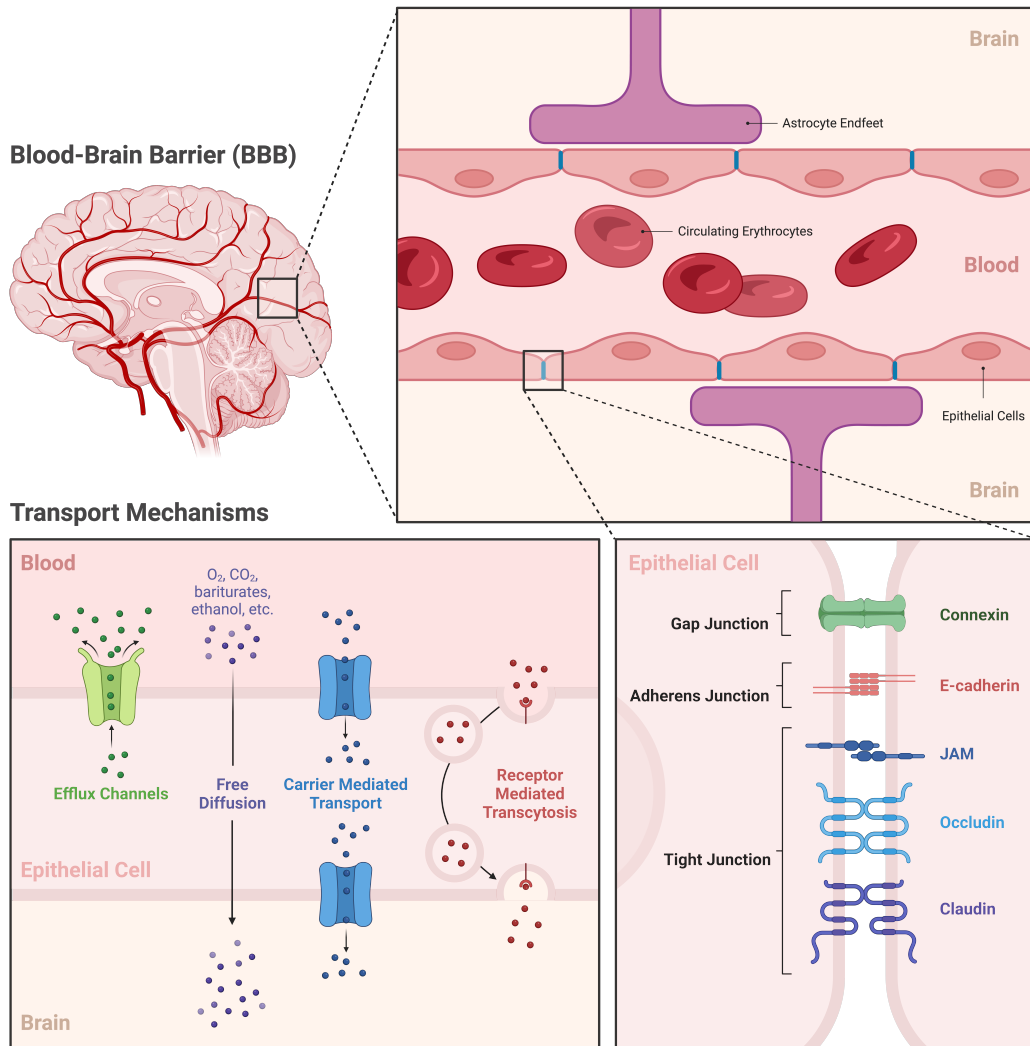 Blood-Brain Barrier (BBB)
Brain
Astrocyte Endfeet
Circulating Erythrocytes
Blood
Epithelial Cells
Brain
Transport Mechanisms
Blood
O₂, CO₂,
bariturates,
ethanol, etc.
Efflux Channels
Free
Diffusion
Carrier Mediated
Transport
Receptor
Mediated
Transcytosis
Epithelial Cell
Brain
Epithelial Cell
Gap Junction
Connexin
Adherens Junction
E-cadherin
JAM
Occludin
Tight Junction
Claudin